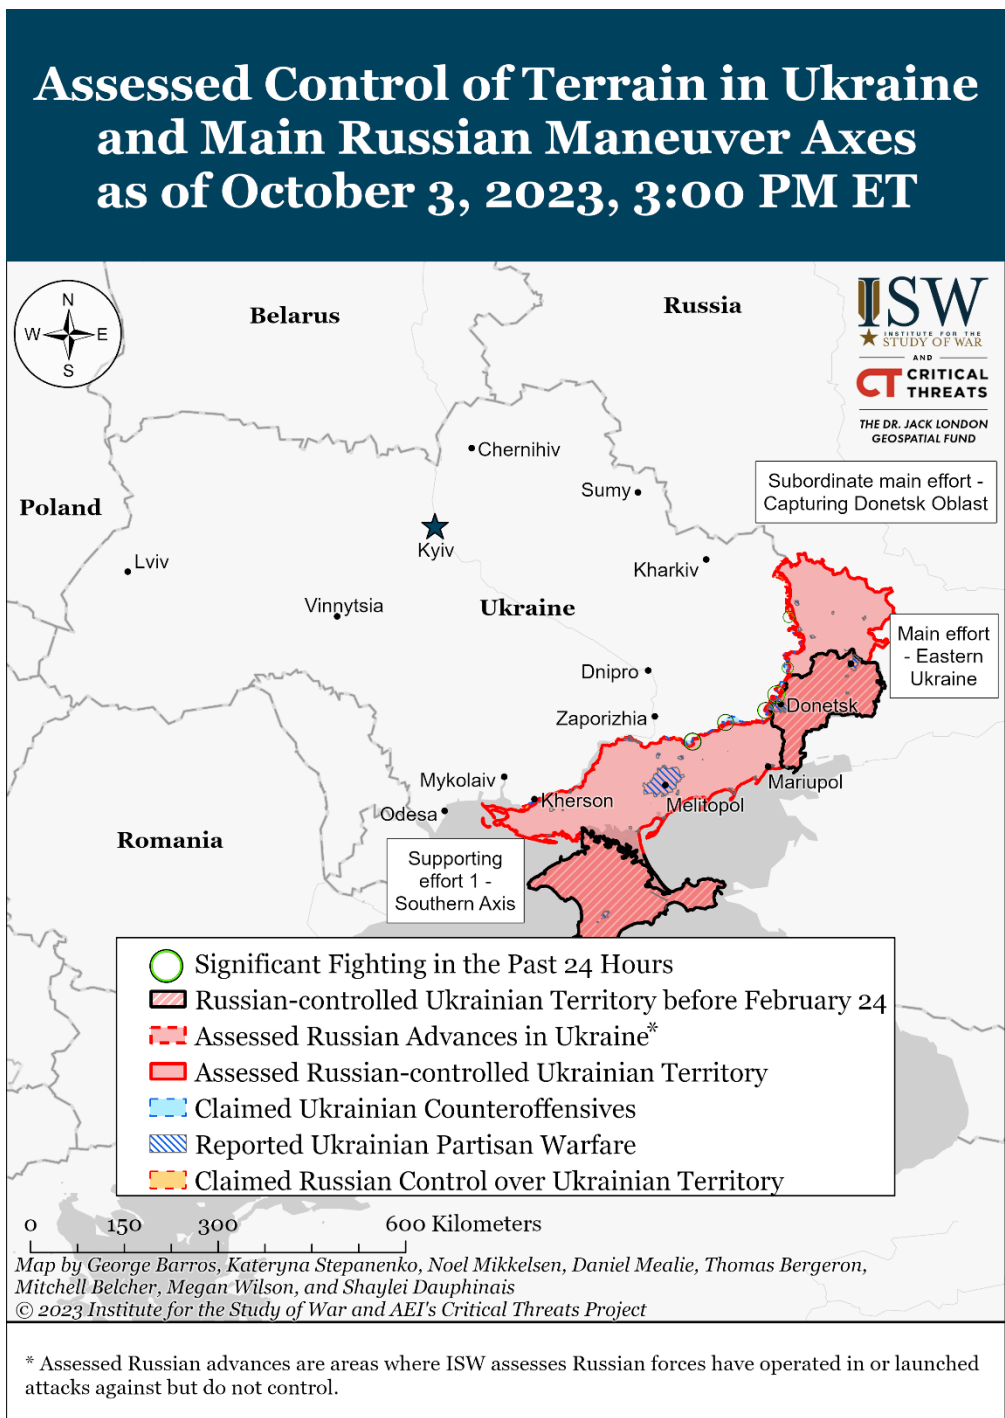 Assessed Control of Terrain in Ukraine
and Main Russian Maneuver Axes
as of October 3, 2023, 3:00 PM ET
N
W
E
S
Belarus
Russia
ISW
INSTITUTE FOR THE
STUDY OF WAR
AND
CT CRITICAL
THREATS
THE DR. JACK LONDON
GEOSPATIAL FUND
Chernihiv
Subordinate main effort -
Capturing Donetsk Oblast
Sumy
Poland
Kyiv
Lviv
Kharkiv
Vinnytsia
Ukraine
Main effort
- Eastern
Ukraine
Dnipro
Donetsk
Zaporizhia
Mykolaiv
Mariupol
Kherson
Melitopol
Odesa
Romania
Supporting
effort 1 -
Southern Axis
Significant Fighting in the Past 24 Hours
Russian-controlled Ukrainian Territory before February 24
Assessed Russian Advances in Ukraine*
Assessed Russian-controlled Ukrainian Territory
Claimed Ukrainian Counteroffensives
Reported Ukrainian Partisan Warfare
Claimed Russian Control over Ukrainian Territory
0 150 300 600 Kilometers
Map by George Barros, Kateryna Stepanenko, Noel Mikkelsen, Daniel Mealie, Thomas Bergeron,
Mitchell Belcher, Megan Wilson, and Shaylei Dauphinais
© 2023 Institute for the Study of War and AEI's Critical Threats Project
* Assessed Russian advances are areas where ISW assesses Russian forces have operated in or launched
attacks against but do not control.